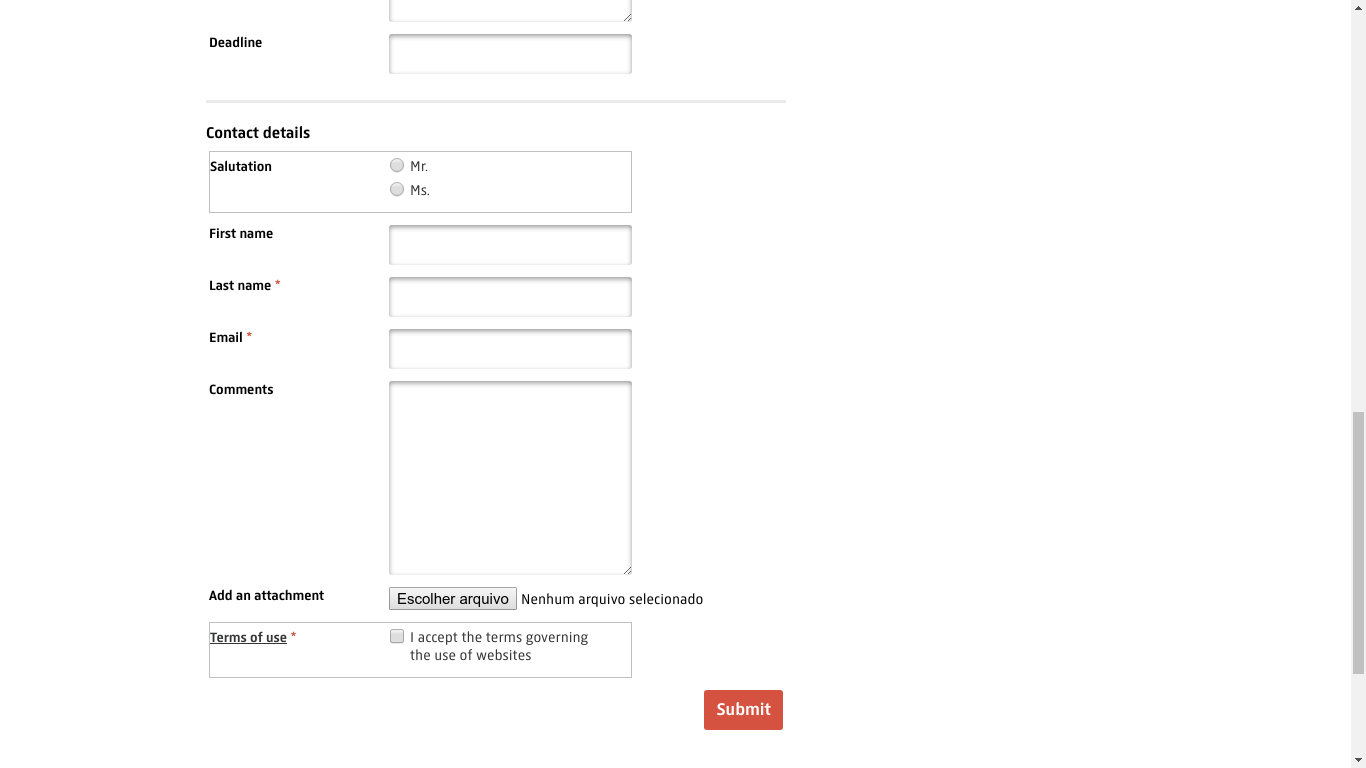 Deadline
Contact details
Salutation
Mr.
Ms.
First name
Last name *
Email *
Comments
Add an attachment
Escolher arquivo Nenhum arquivo selecionado
Terms of use *
I accept the terms governing
the use of websites
Submit